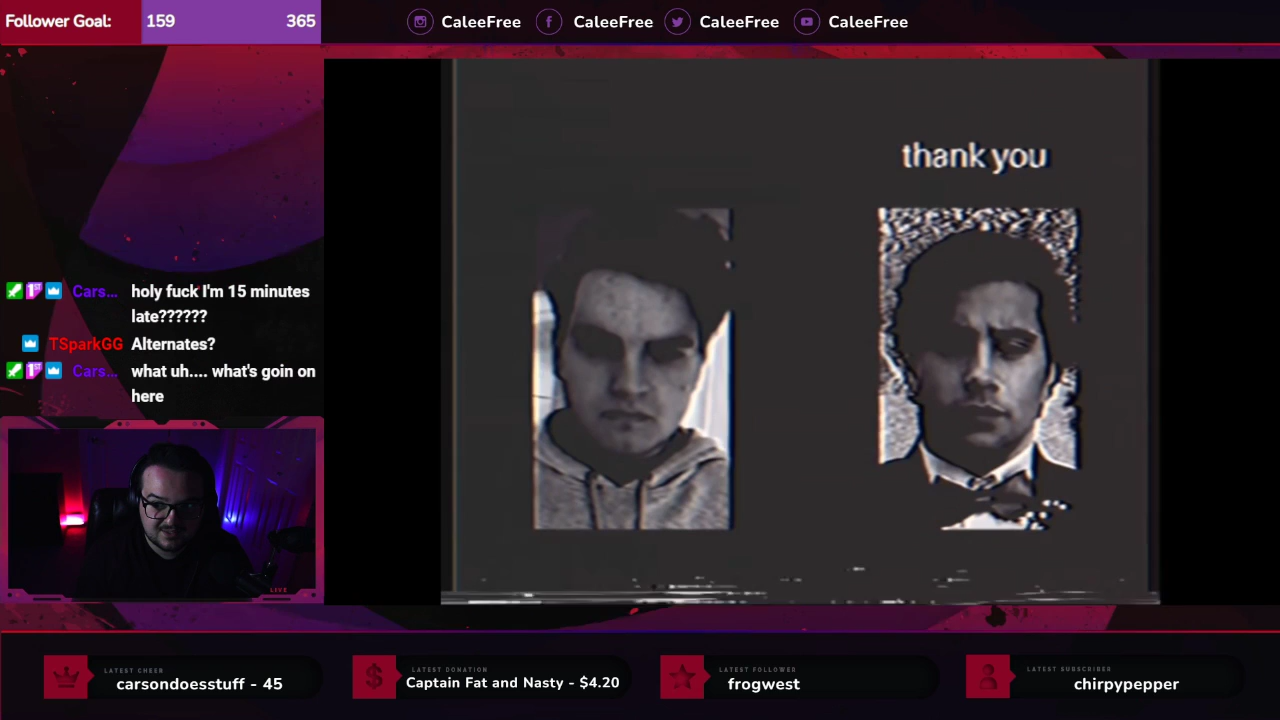 Follower Goal: 159 365
CaleeFree CaleeFree CaleeFree CaleeFree
thank you
Cars... holy fuck I'm 15 minutes
late??????
TSparkGG Alternates?
Cars... what uh.... what's goin on
here
LIVE
LATEST CHEER
carsondoesstuff - 45
LATEST DONATION
Captain Fat and Nasty - $4.20
LATEST FOLLOWER
frogwest
LATEST SUBSCRIBER
chirpypepper